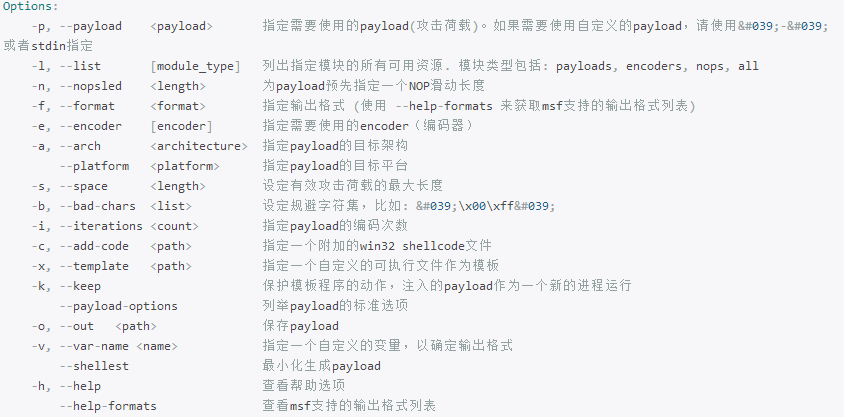 Options:
-p, --payload    <payload>       指定需要使用的payload(攻击荷载)。如果需要使用自定义的payload，请使用&#039;-&#039;
或者stdin指定
-l, --list       [module_type]   列出指定模块的所有可用资源. 模块类型包括: payloads, encoders, nops, all
-n, --nopsled    <length>        为payload预先指定一个NOP滑动长度
-f, --format     <format>        指定输出格式 (使用 --help-formats 来获取msf支持的输出格式列表)
-e, --encoder    [encoder]       指定需要使用的encoder（编码器）
-a, --arch       <architecture>  指定payload的目标架构
--platform   <platform>      指定payload的目标平台
-s, --space      <length>        设定有效攻击荷载的最大长度
-b, --bad-chars  <list>          设定规避字符集，比如: &#039;\x00\xff&#039;
-i, --iterations <count>         指定payload的编码次数
-c, --add-code   <path>          指定一个附加的win32 shellcode文件
-x, --template   <path>          指定一个自定义的可执行文件作为模板
-k, --keep                       保护模板程序的动作，注入的payload作为一个新的进程运行
--payload-options            列举payload的标准选项
-o, --out   <path>               保存payload
-v, --var-name <name>            指定一个自定义的变量，以确定输出格式
--shellest                   最小化生成payload
-h, --help                       查看帮助选项
--help-formats               查看msf支持的输出格式列表